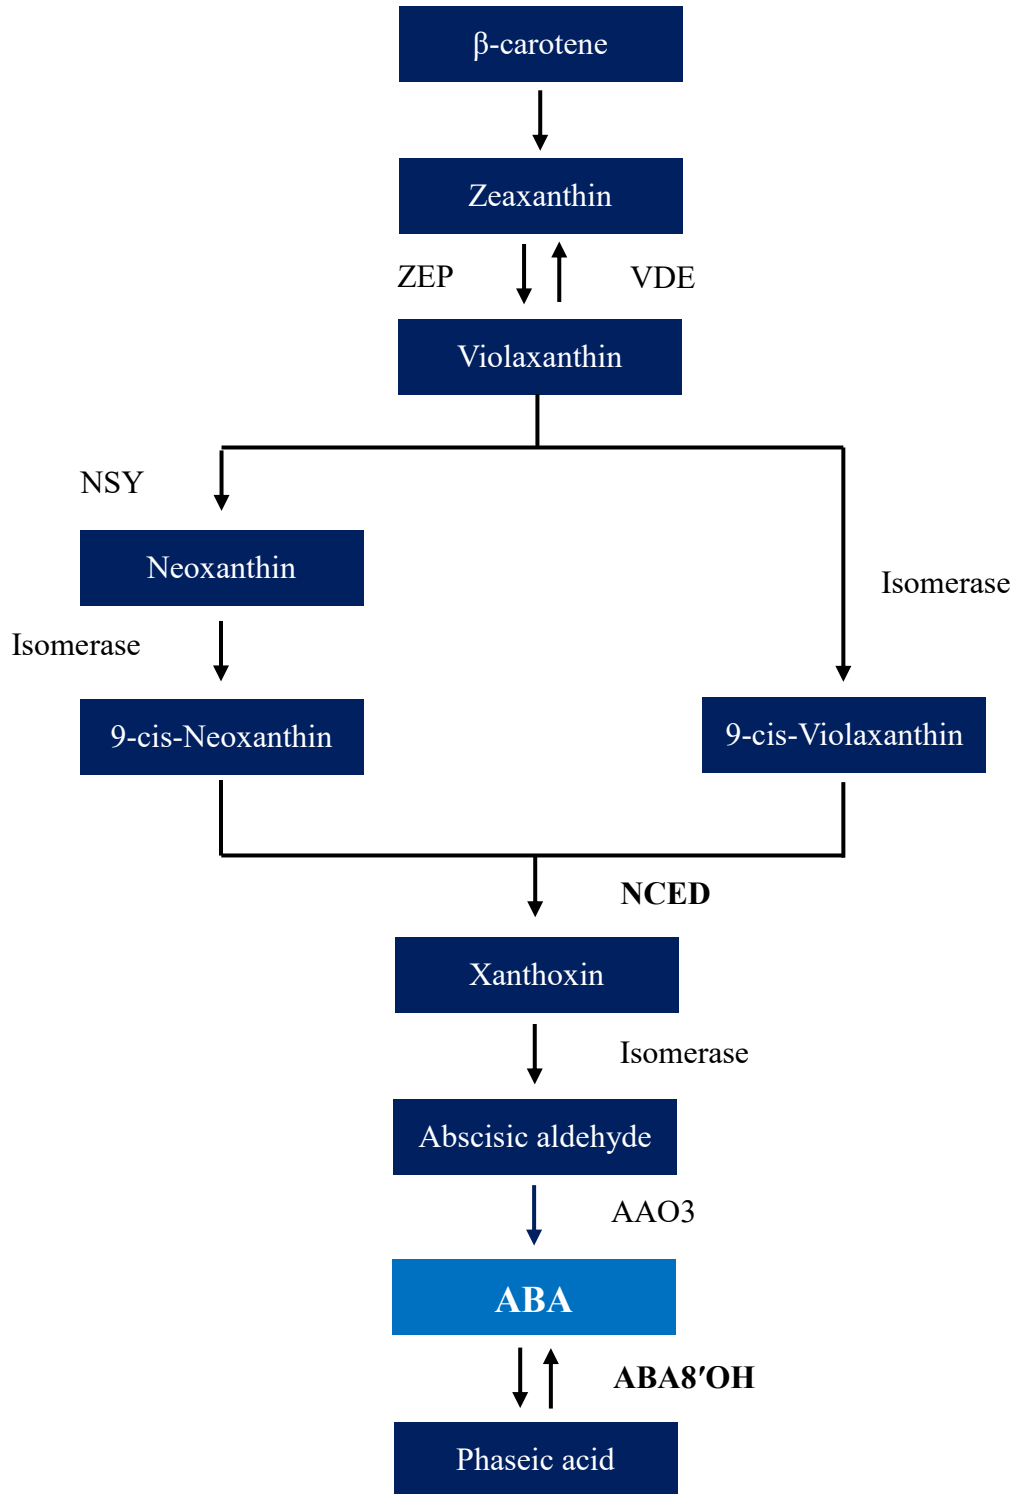 β-carotene
Zeaxanthin
ZEP
VDE
Violaxanthin
NSY
Neoxanthin
Isomerase
Isomerase
9-cis-Neoxanthin
9-cis-Violaxanthin
NCED
Xanthoxin
Isomerase
Abscisic aldehyde
AAO3
ABA
ABA8′OH
Phaseic acid